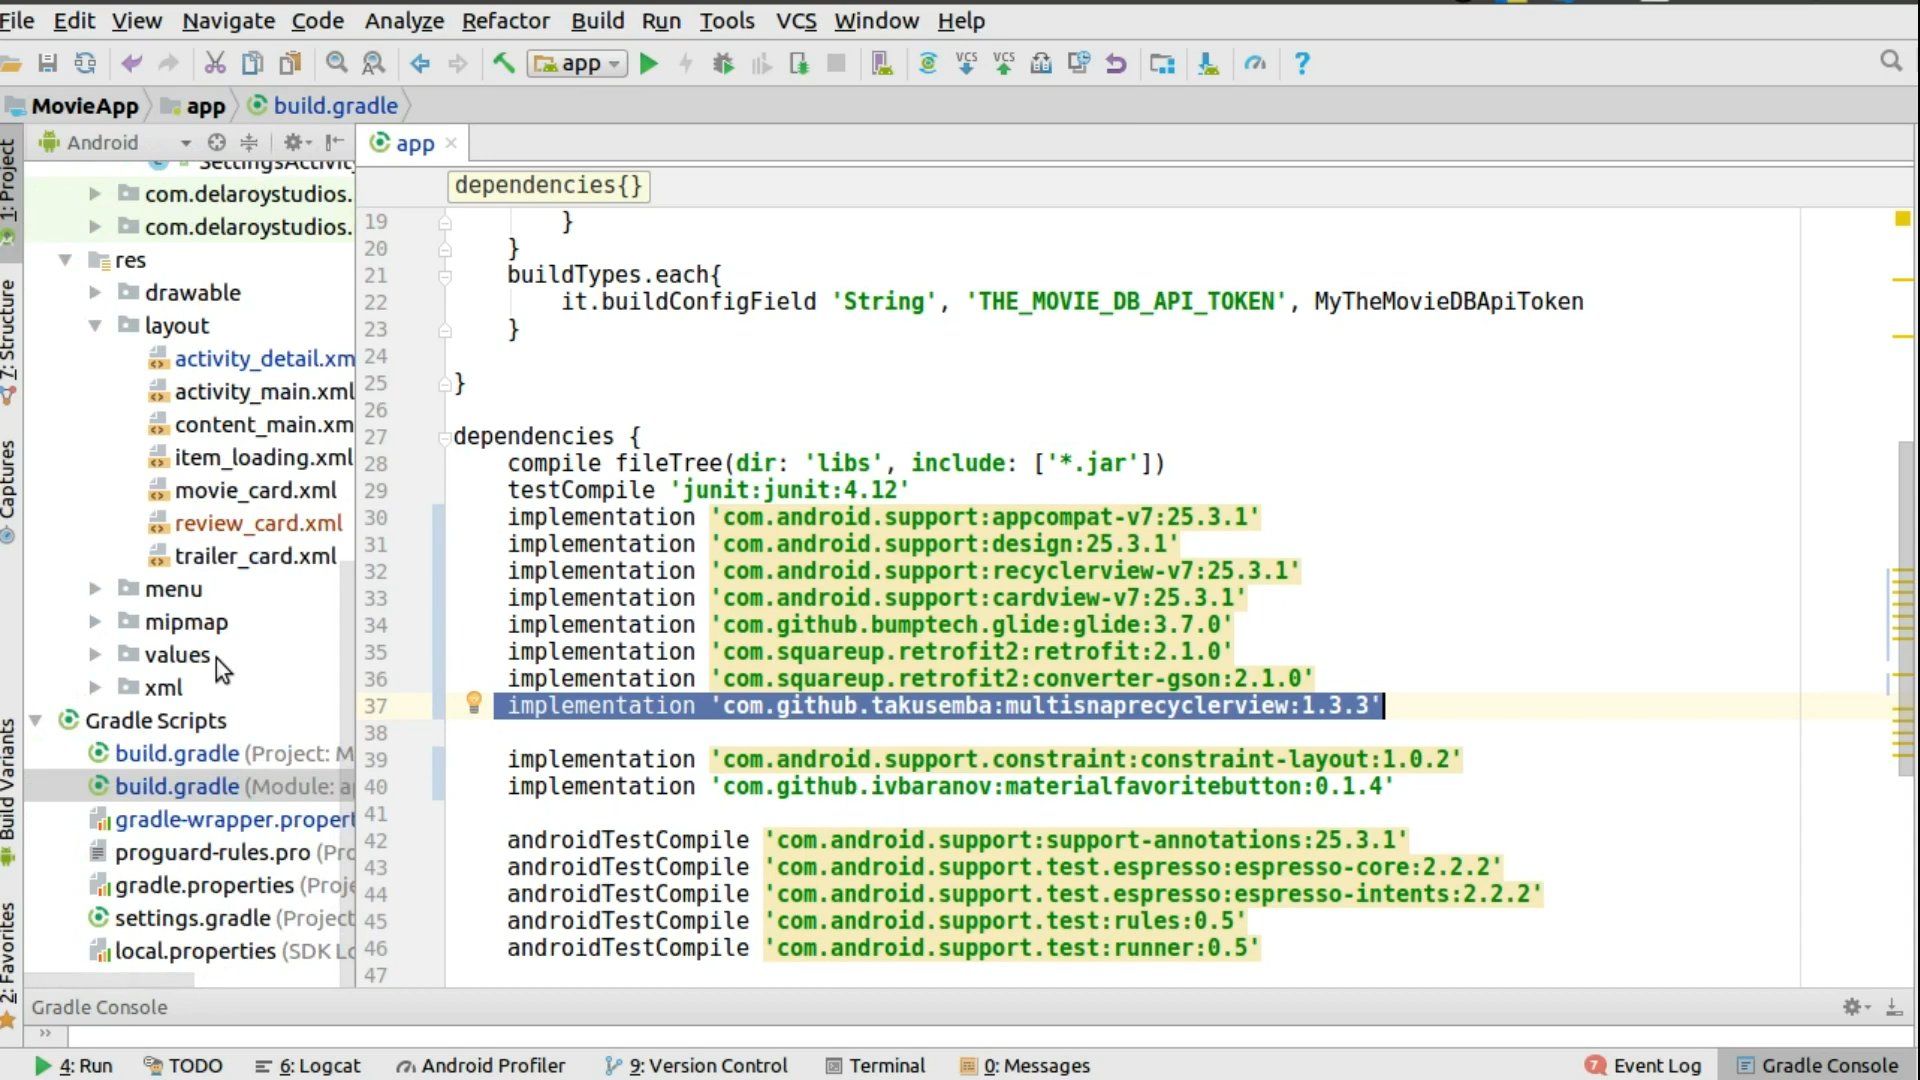 File Edit View Navigate Code Analyze Refactor Build Run Tools VCS Window Help
app
VCS VCS
MovieApp app build.gradle
Android
app
1: Project
7: Structure
Captures
Build Variants
2: Favorites
SettingsActivity
com.delaroystudios.
com.delaroystudios.
res
drawable
layout
activity_detail.xm
activity_main.xml
content_main.xm
item_loading.xml
movie_card.xml
review_card.xml
trailer_card.xml
menu
mipmap
values
xml
Gradle Scripts
build.gradle (Project: M
build.gradle (Module: ap
gradle-wrapper.propert
proguard-rules.pro (Pro
gradle.properties (Proje
settings.gradle (Project
local.properties (SDK Lo
dependencies{}
19 }
20 }
21 buildTypes.each{
22 it.buildConfigField 'String', 'THE_MOVIE_DB_API_TOKEN', MyTheMovieDBApiToken
23 }
24
25 }
26
27 dependencies {
28 compile fileTree(dir: 'libs', include: ['*.jar'])
29 testCompile 'junit:junit:4.12'
30 implementation 'com.android.support:appcompat-v7:25.3.1'
31 implementation 'com.android.support:design:25.3.1'
32 implementation 'com.android.support:recyclerview-v7:25.3.1'
33 implementation 'com.android.support:cardview-v7:25.3.1'
34 implementation 'com.github.bumptech.glide:glide:3.7.0'
35 implementation 'com.squareup.retrofit2:retrofit:2.1.0'
36 implementation 'com.squareup.retrofit2:converter-gson:2.1.0'
37 implementation 'com.github.takusemba:multisnaprecyclerview:1.3.3'
38
39 implementation 'com.android.support.constraint:constraint-layout:1.0.2'
40 implementation 'com.github.ivbaranov:materialfavoritebutton:0.1.4'
41
42 androidTestCompile 'com.android.support:support-annotations:25.3.1'
43 androidTestCompile 'com.android.support.test.espresso:espresso-core:2.2.2'
44 androidTestCompile 'com.android.support.test.espresso:espresso-intents:2.2.2'
45 androidTestCompile 'com.android.support.test:rules:0.5'
46 androidTestCompile 'com.android.support.test:runner:0.5'
47
Gradle Console
4: Run TODO 6: Logcat Android Profiler 9: Version Control Terminal 0: Messages 7 Event Log Gradle Console